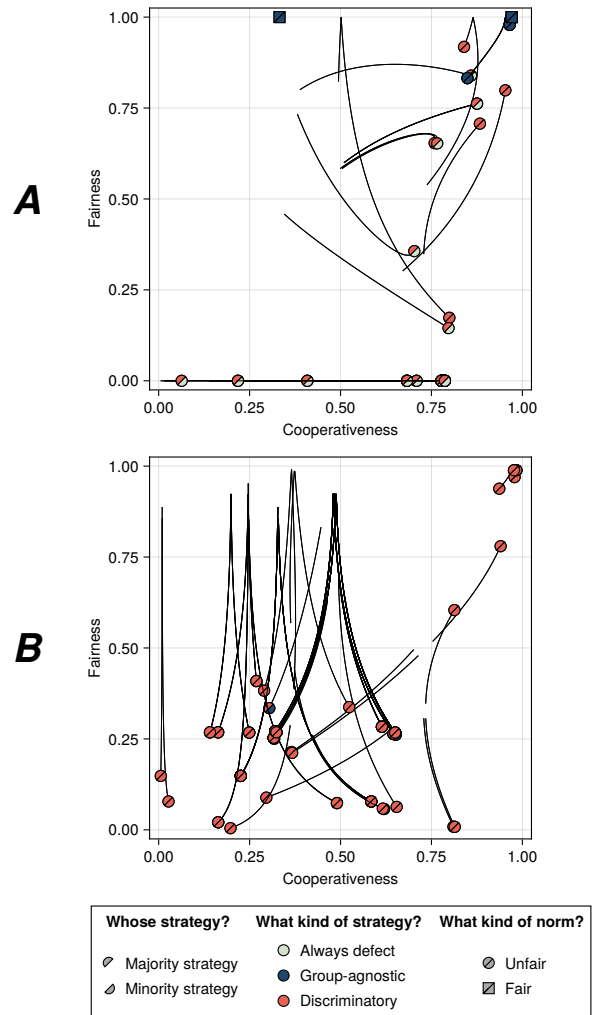 A
Fairness
1.00
0.75
0.50
0.25
0.00
0.00 0.25 0.50 0.75 1.00
Cooperativeness
B
Fairness
1.00
0.75
0.50
0.25
0.00
0.00 0.25 0.50 0.75 1.00
Cooperativeness
Whose strategy? What kind of strategy? What kind of norm?
Majority strategy
Minority strategy
Always defect
Group-agnostic
Discriminatory
Unfair
Fair